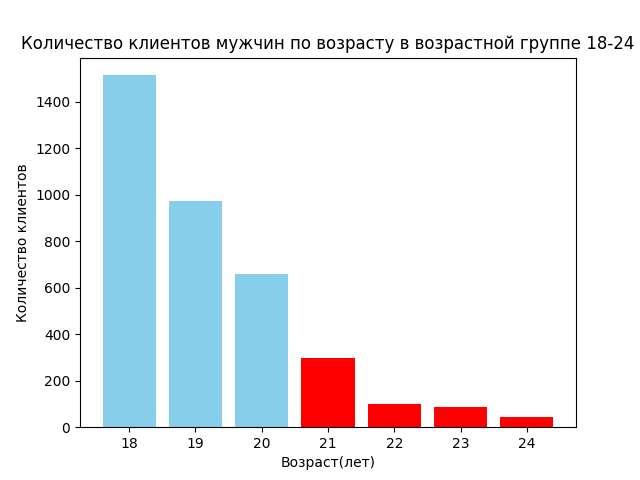 Количество клиентов мужчин по возрасту в возрастной группе 18-24
Количество клиентов
1400
1200
1000
800
600
400
200
0
18 19 20 21 22 23 24
Возраст(лет)